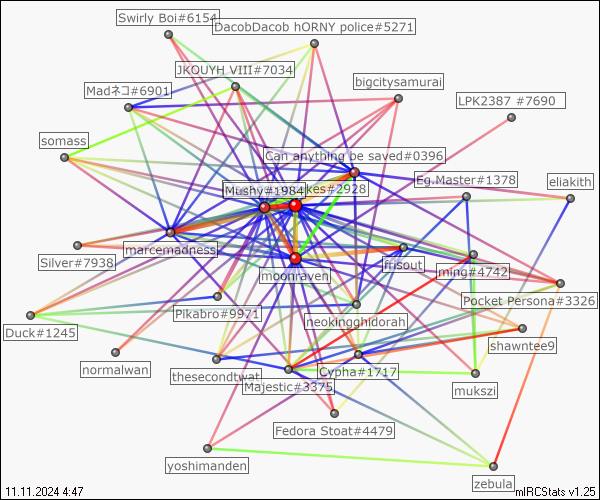 Swirly Boi#6154
DacobDacob hORNY police#5271
JKOUYH VIII#7034
bigcitysamurai
Madネコ#6901
LPK2387 #7690
somass
Can anything be saved#0396
Eg.Master#1378
eliakith
Mushy#1984
kes#2928
marcemadness
Silver#7938
moonraven
frisout
ming#4742
Pocket Persona#3326
Pikabro#9971
neokingghidorah
Duck#1245
shawntee9
normalwan
thesecondtwat
Cypha#1717
Majestic#3375
mukszi
Fedora Stoat#4479
yoshimanden
zebula
11.11.2024 4:47
mIRCStats v1.25